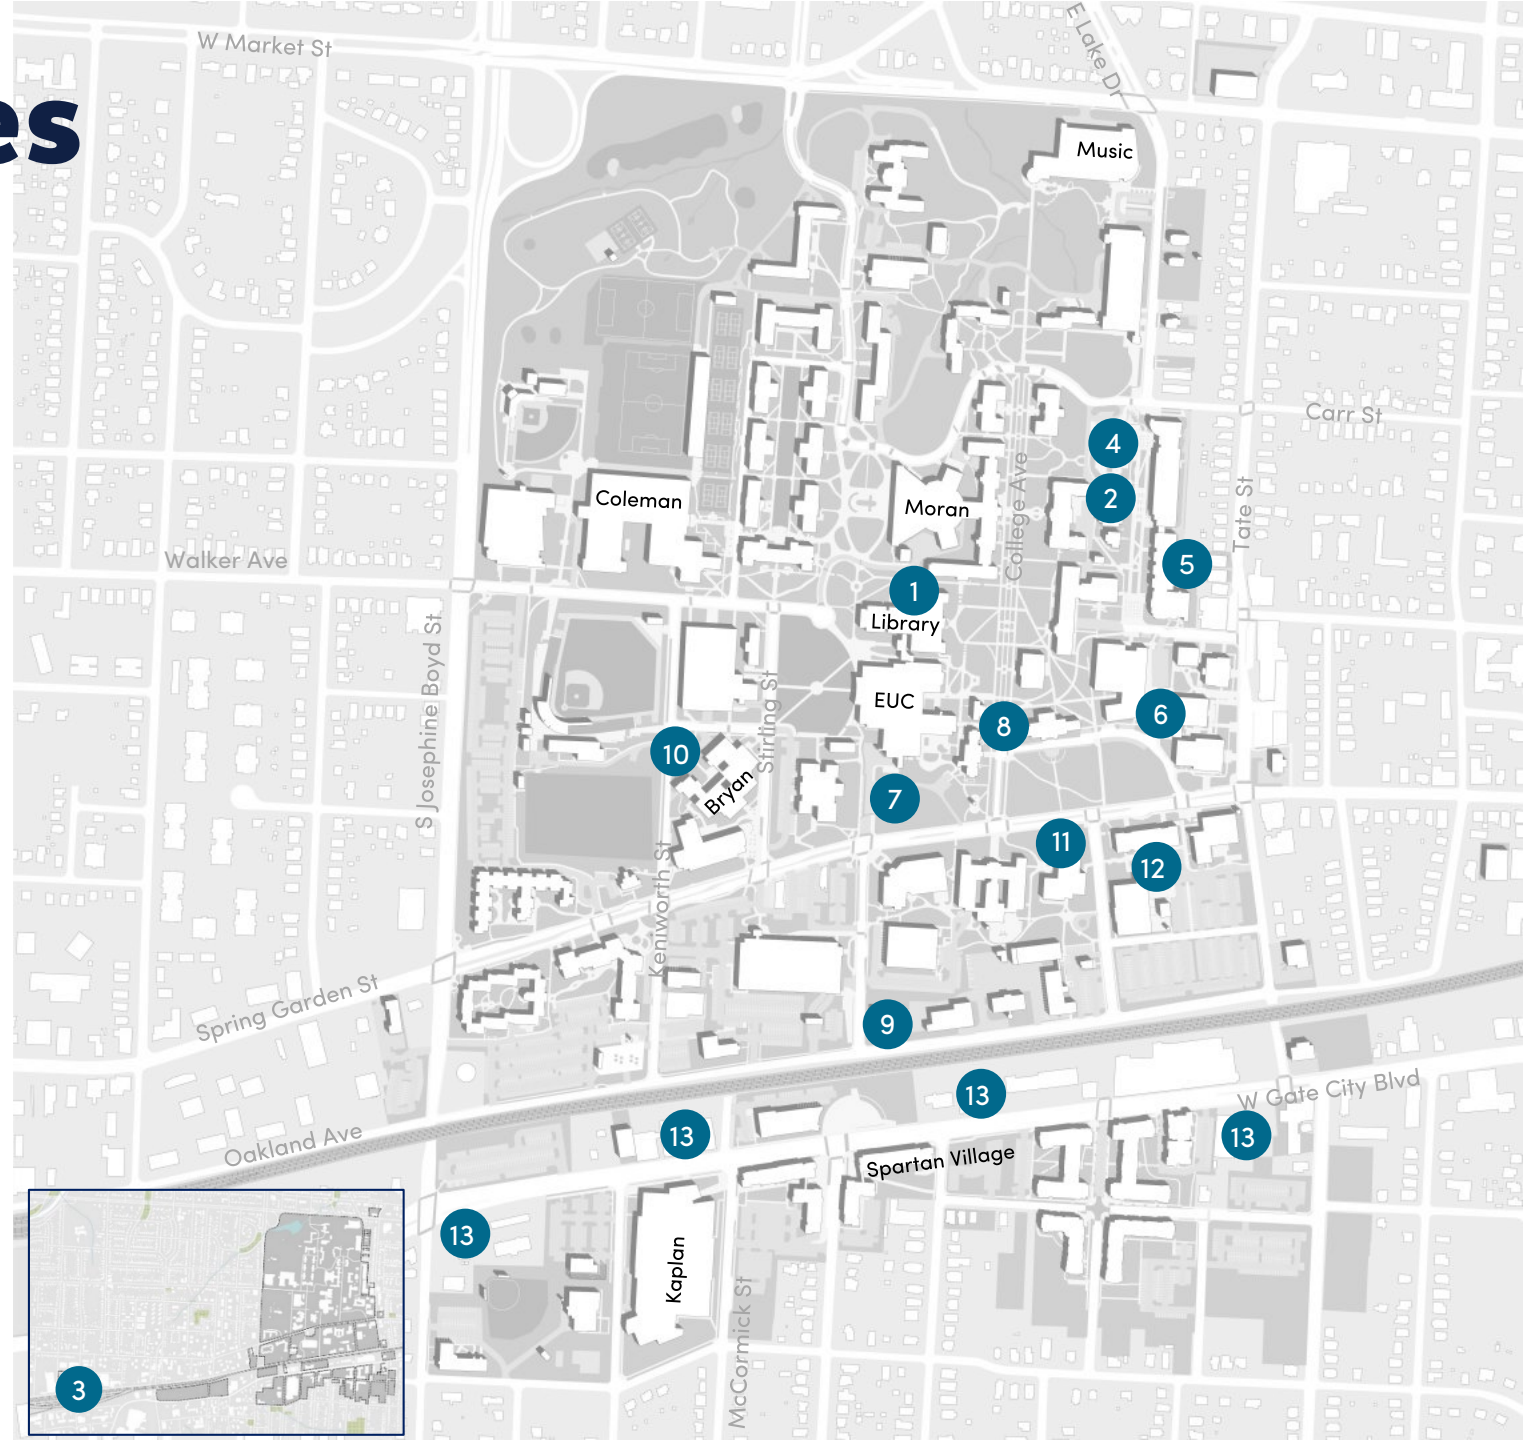 W Market St
E Lake Dr
es
Music
Carr St
4
Coleman
Moran
College Ave
2
Tate St
Walker Ave
5
1
Library
S Josephine Boyd St
EUC
Stirling St
8
6
10
Bryan
7
11
12
Kenilworth St
Spring Garden St
9
13
W Gate City Blvd
Oakland Ave
13
13
Spartan Village
13
Kaplan
McCormick St
3